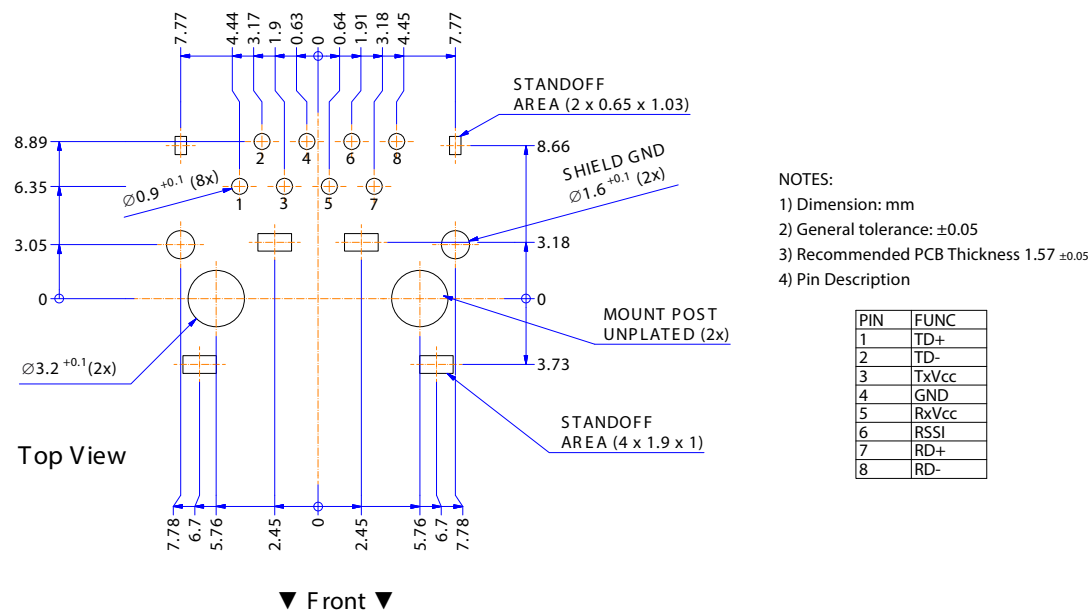 7.77
4.44
3.17
1.9
0.63
0
0.64
1.91
3.18
4.45
7.77
STANDOFF
AREA (2 x 0.65 x 1.03)
8.89
2
4
6
8
8.66
SHIELD GND
∅1.6 +0.1 (2x)
∅0.9 +0.1 (8x)
6.35
1
3
5
7
3.05
3.18
0
0
MOUNT POST
UNPLATED (2x)
∅3.2 +0.1 (2x)
3.73
STANDOFF
AREA (4 x 1.9 x 1)
Top View
7.78
6.7
5.76
2.45
0
2.45
5.76
6.7
7.78
▼ Front ▼
NOTES:
1) Dimension: mm
2) General tolerance: ±0.05
3) Recommended PCB Thickness 1.57 ±0.05
4) Pin Description
PIN FUNC
1 TD+
2 TD-
3 TxVcc
4 GND
5 RxVcc
6 RSSI
7 RD+
8 RD-